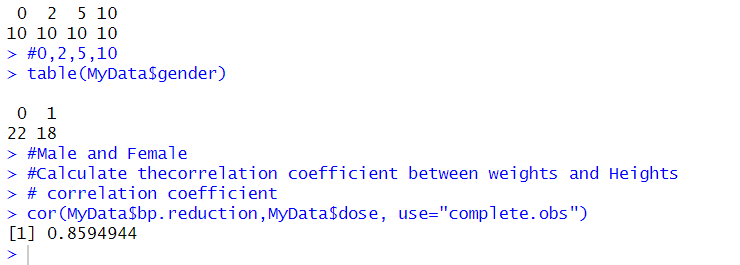 0 2 5 10
10 10 10 10
> #0,2,5,10
> table(MyData$gender)
0 1
22 18
> #Male and Female
> #Calculate thecorrelation coefficient between weights and Heights
> # correlation coefficient
> cor(MyData$bp.reduction,MyData$dose, use="complete.obs")
[1] 0.8594944
>